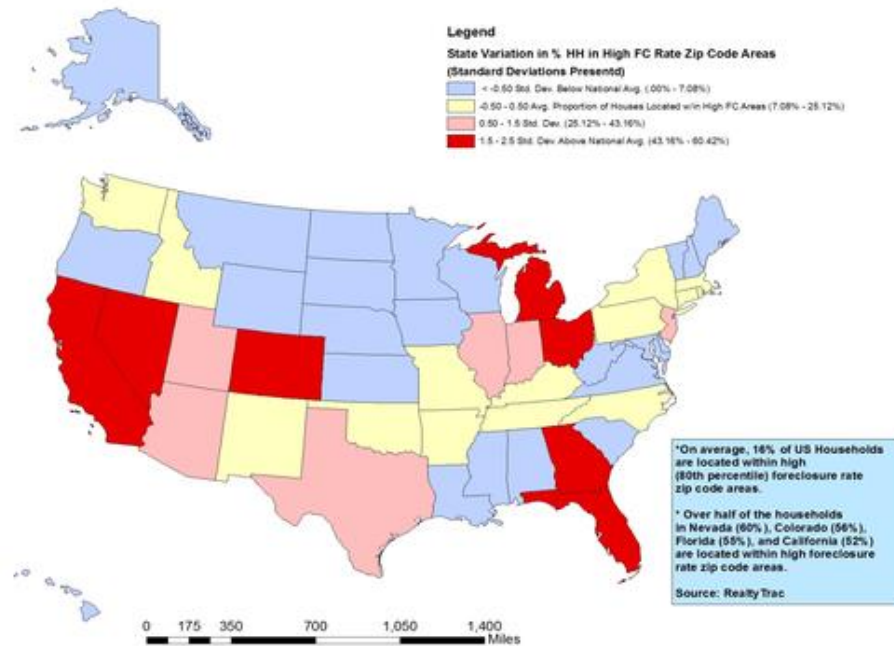 Legend
State Variation in % HH in High FC Rate Zip Code Areas
(Standard Deviations Presentd)
< -0.50 Std. Dev. Below National Avg. (.00% - 7.08%)
-0.50 - 0.50 Avg. Proportion of Houses Located w/in High FC Areas (7.08% - 25.12%)
0.50 - 1.5 Std. Dev. (25.12% - 43.16%)
1.5 - 2.5 Std. Dev. Above National Avg. (43.16% - 60.42%)
*On average, 16% of US Households
are located within high
(80th percentile) foreclosure rate
zip code areas.
* Over half of the households
in Nevada (60%), Colorado (56%),
Florida (55%), and California (52%)
are located within high foreclosure
rate zip code areas.
Source: RealtyTrac
0 175 350 700 1,050 1,400
Miles